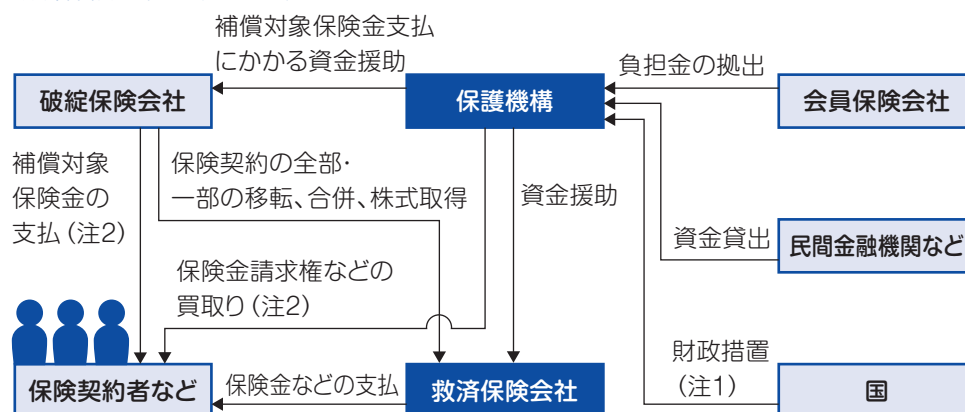 補償対象保険金支払
にかかる資金援助
負担金の拠出
破綻保険会社
保護機構
会員保険会社
補償対象
保険金の
支払(注2)
保険契約の全部・
一部の移転、合併、株式取得
資金援助
資金貸出
民間金融機関など
保険金請求権などの
買取り(注2)
財政措置
(注1)
保険契約者など
保険金などの支払
救済保険会社
国